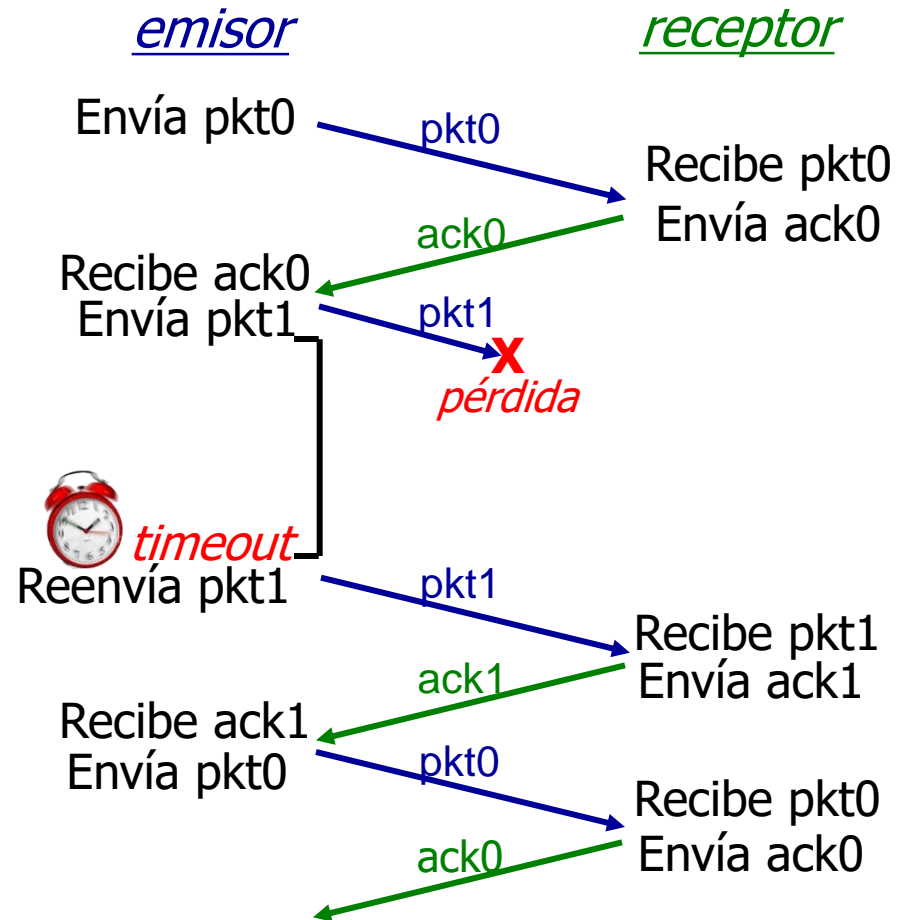 emisor
receptor
Envía pkt0
pkt0
Recibe pkt0
Envía ack0
ack0
Recibe ack0
Envía pkt1
pkt1
X
pérdida
timeout
Reenvía pkt1
pkt1
Recibe pkt1
Envía ack1
ack1
Recibe ack1
Envía pkt0
pkt0
Recibe pkt0
Envía ack0
ack0